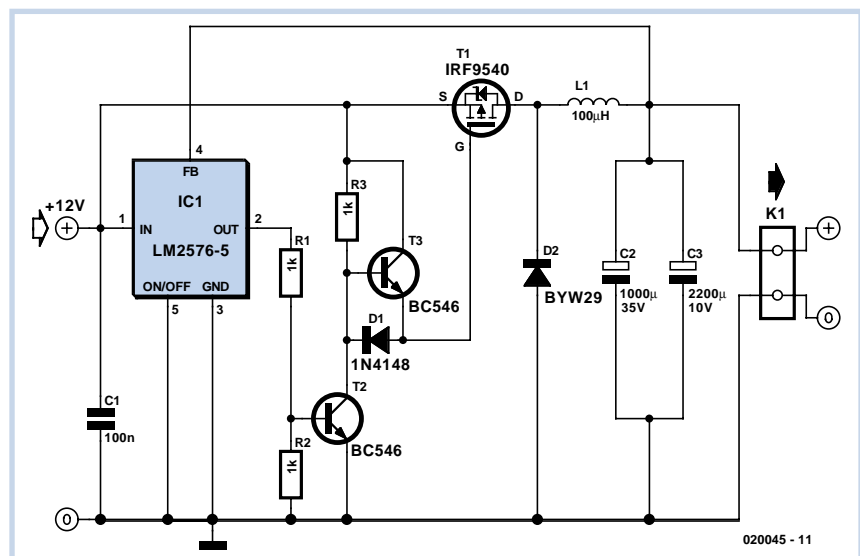 T1
IRF9540
S
D
G
L1
100µH
4
FB
IC1
LM2576-5
+12V
1
IN
OUT
2
ON/OFF
GND
5
3
R3
1k
R1
1k
T3
BC546
D1
1N4148
T2
BC546
R2
1k
C1
100n
D2
BYW29
C2
1000µ
35V
C3
2200µ
10V
K1
+
0
0
020045 - 11